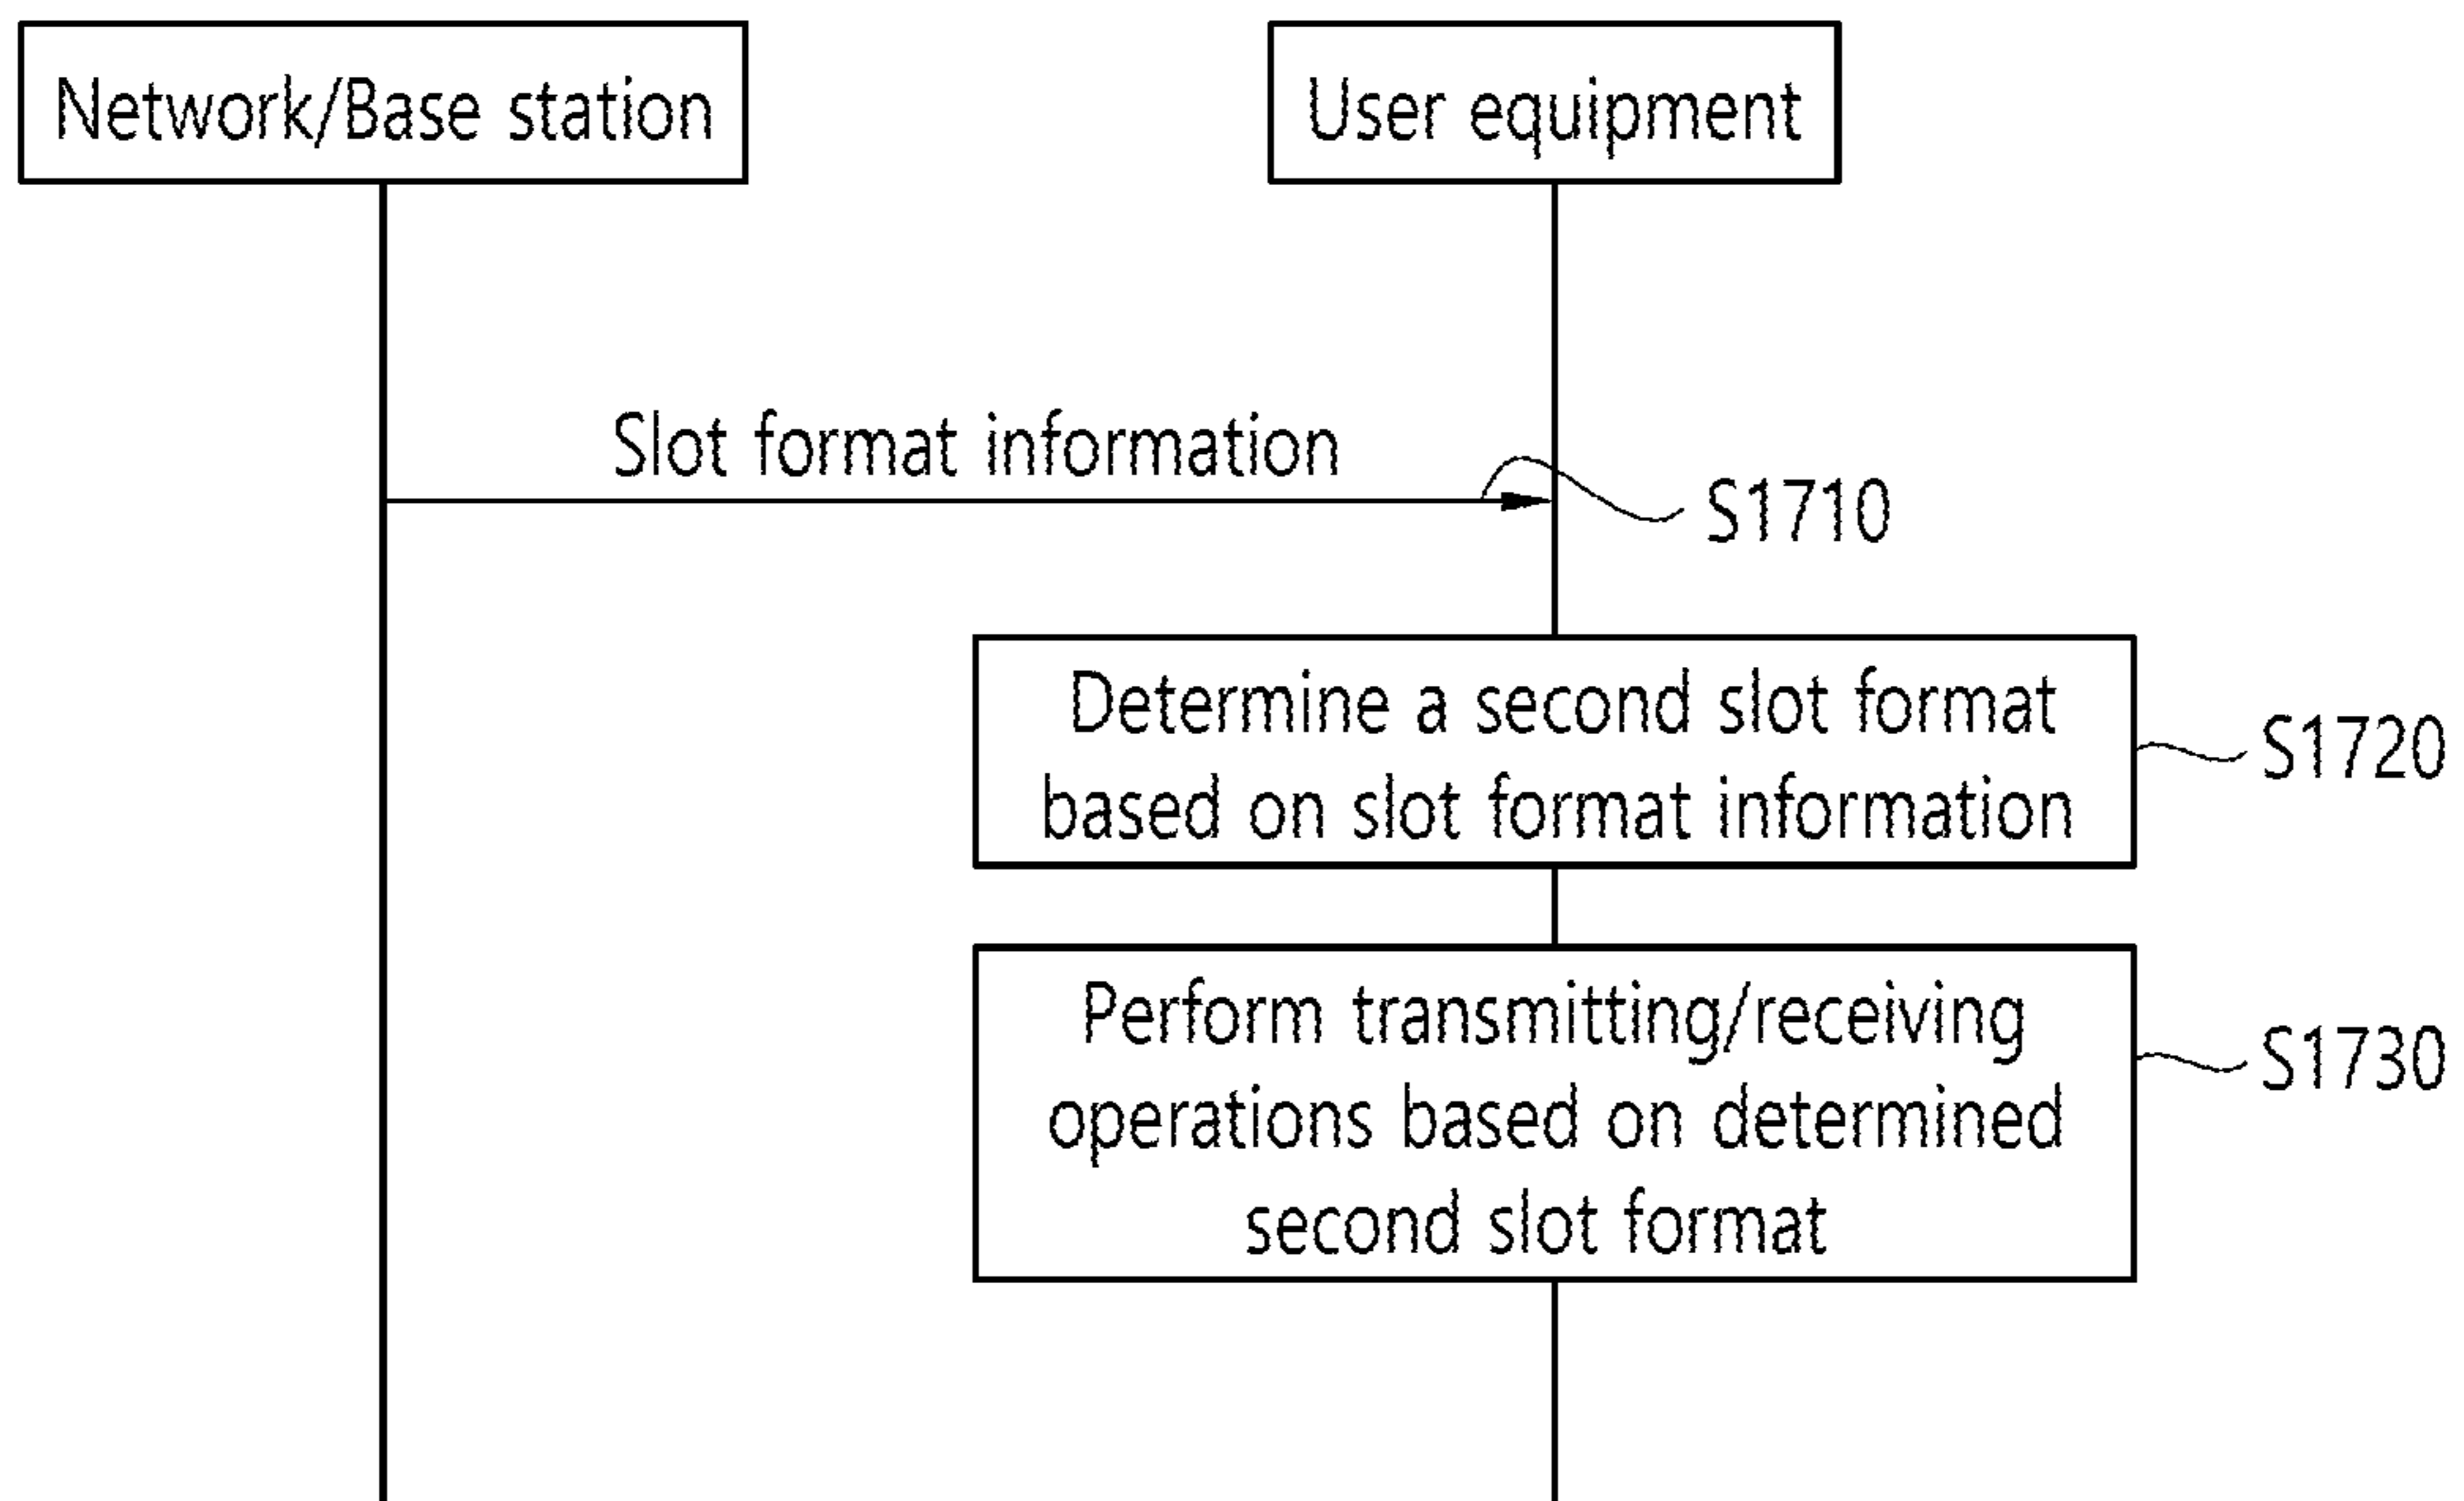 Network/Base station
User equipment
Slot format information
S1710
Determine a second slot format
based on slot format information
S1720
Perform transmitting/receiving
operations based on determined
second slot format
S1730